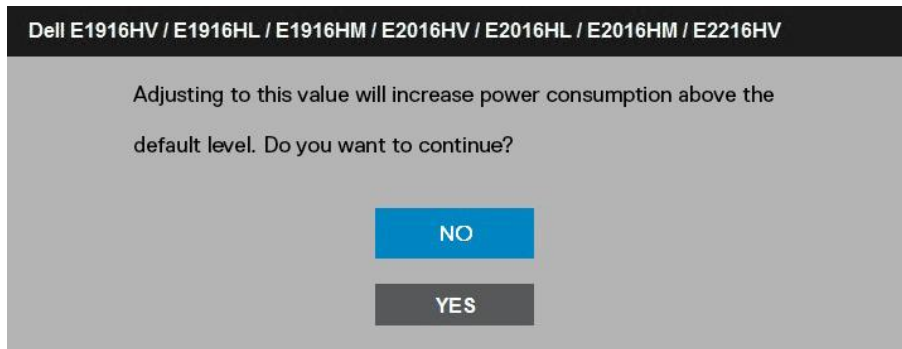 Dell E1916HV / E1916HL / E1916HM / E2016HV / E2016HL / E2016HM / E2216HV
Adjusting to this value will increase power consumption above the
default level. Do you want to continue?
NO
YES